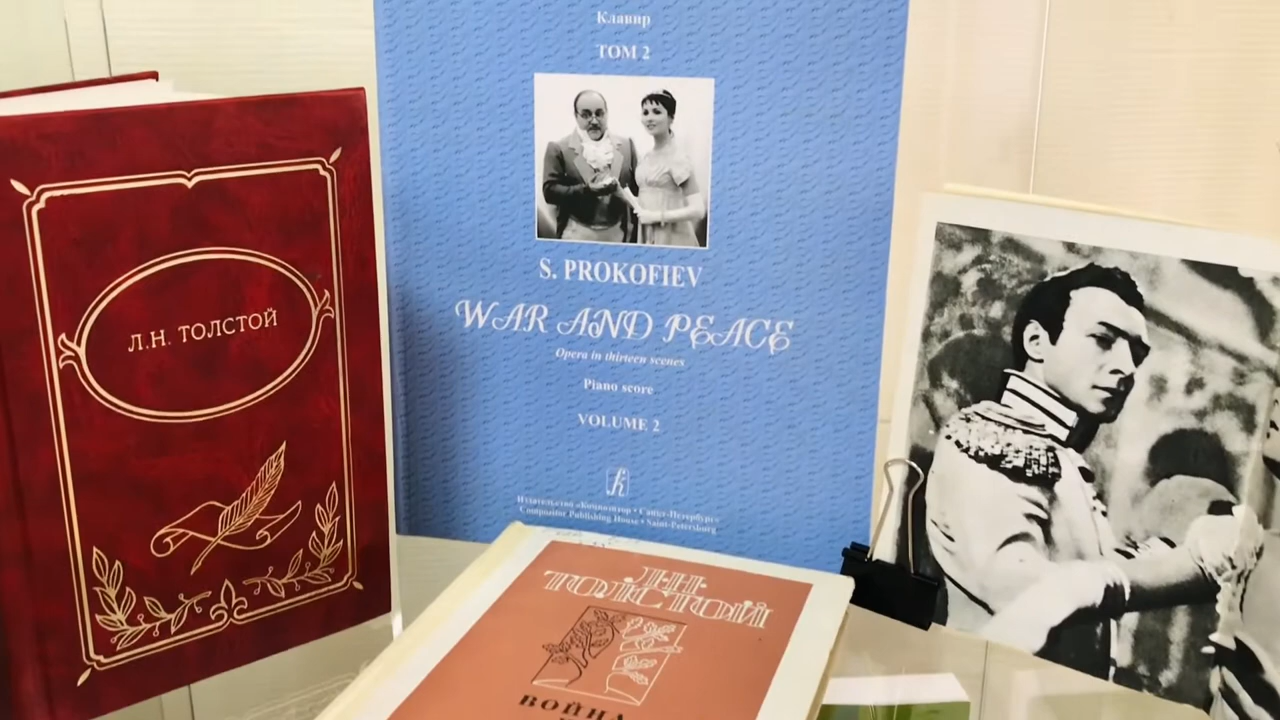 Л.Н. ТОЛСТОЙ
Клавир
ТОМ 2
S. PROKOFIEV
WAR AND PEACE
Opera in thirteen scenes
Piano score
VOLUME 2
Издательство «Композитор • Санкт-Петербург»
Compozitor Publishing House • Saint-Petersburg
Л·Н·
ТОЛСТОЙ
ВОЙНА